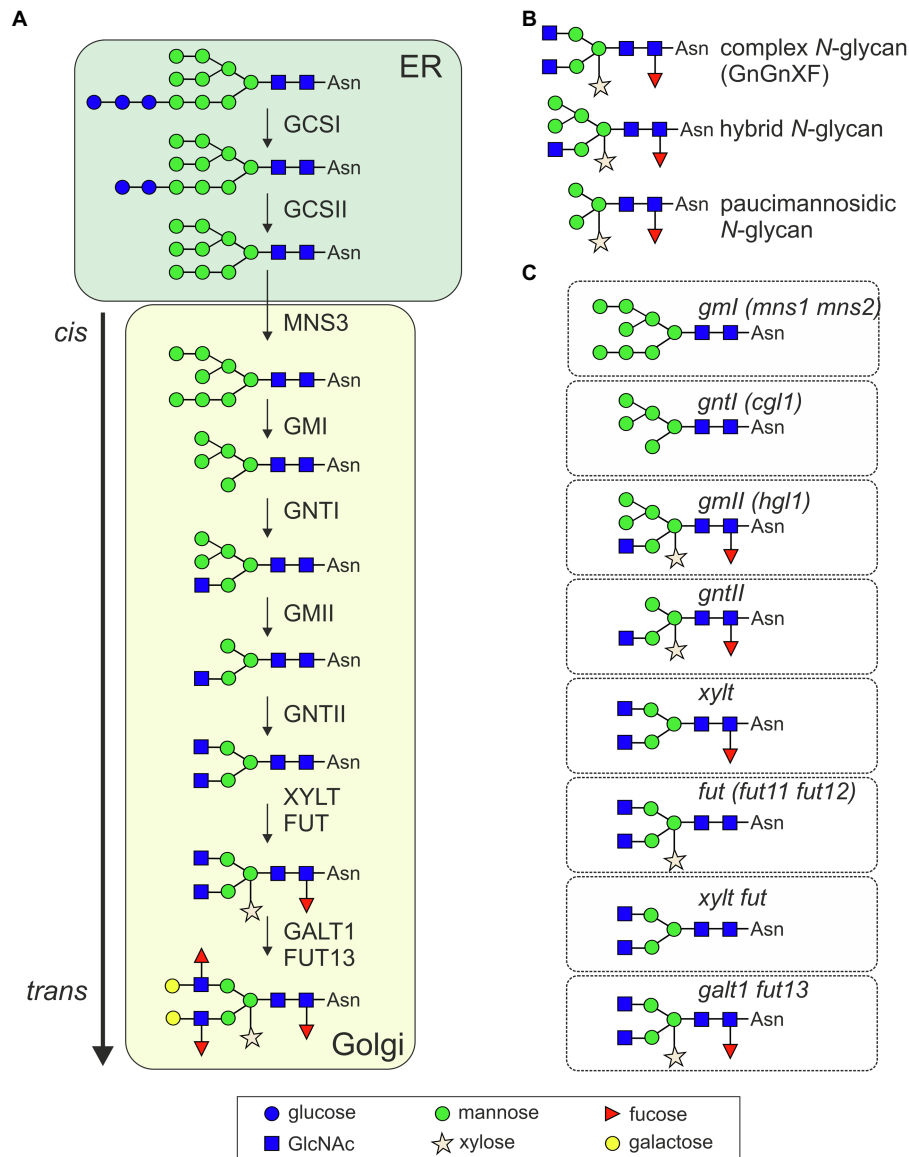 A
ER
Asn
GCSI
Asn
GCSII
Asn
cis
MNS3
Asn
GMI
Asn
GNTI
Asn
GMII
Asn
GNTII
Asn
XYLT
FUT
Asn
GALT1
FUT13
trans
Asn
Golgi
B
Asn complex N-glycan
(GnGnXF)
Asn hybrid N-glycan
Asn paucimannosidic
N-glycan
C
gmI (mns1 mns2)
Asn
gntI (cgl1)
Asn
gmII (hgl1)
Asn
gntII
Asn
xylt
Asn
fut (fut11 fut12)
Asn
xylt fut
Asn
galt1 fut13
Asn
glucose mannose fucose
GlcNAc xylose galactose